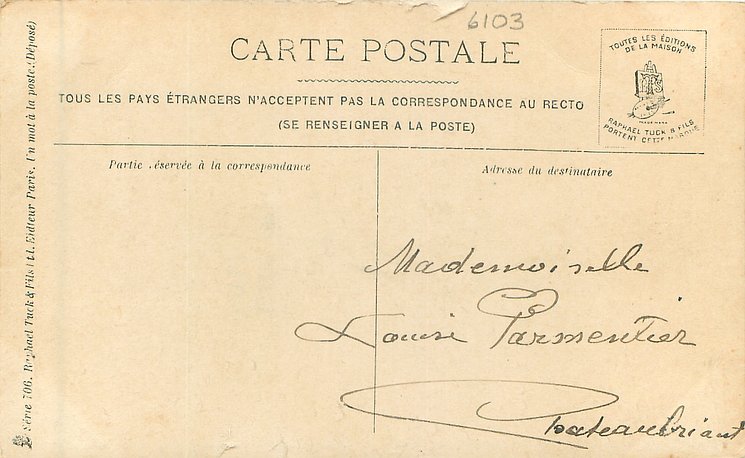 6103
CARTE POSTALE
TOUS LES PAYS ÉTRANGERS N'ACCEPTENT PAS LA CORRESPONDANCE AU RECTO
(SE RENSEIGNER A LA POSTE)
TOUTES LES ÉDITIONS
DE LA MAISON
RAPHAEL TUCK & FILS
PORTENT CETTE MARQUE
Partie réservée à la correspondance
Adresse du destinataire
Mademoiselle
Louise Parmentier
Chateaubriant
Série 706. Raphael Tuck & Fils Ltd. Eidteur Paris. Un mot à la poste. (Déposé)